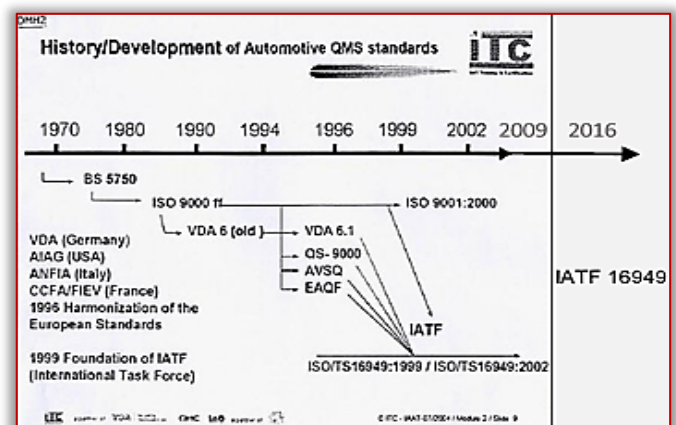 QMH2
History/Development of Automotive QMS standards
iTC
1970 1980 1990 1994 1996 1999 2002 2009 2016
BS 5750
ISO 9000 ff
ISO 9001:2000
VDA 6 (old)
VDA 6.1
QS-9000
AVSQ
EAQF
VDA (Germany)
AIAG (USA)
ANFIA (Italy)
CCFA/FIEV (France)
1996 Harmonization of the
European Standards
IATF 16949
IATF
1999 Foundation of IATF
(International Task Force)
ISO/TS16949:1999 / ISO/TS16949:2002
iTC VDA